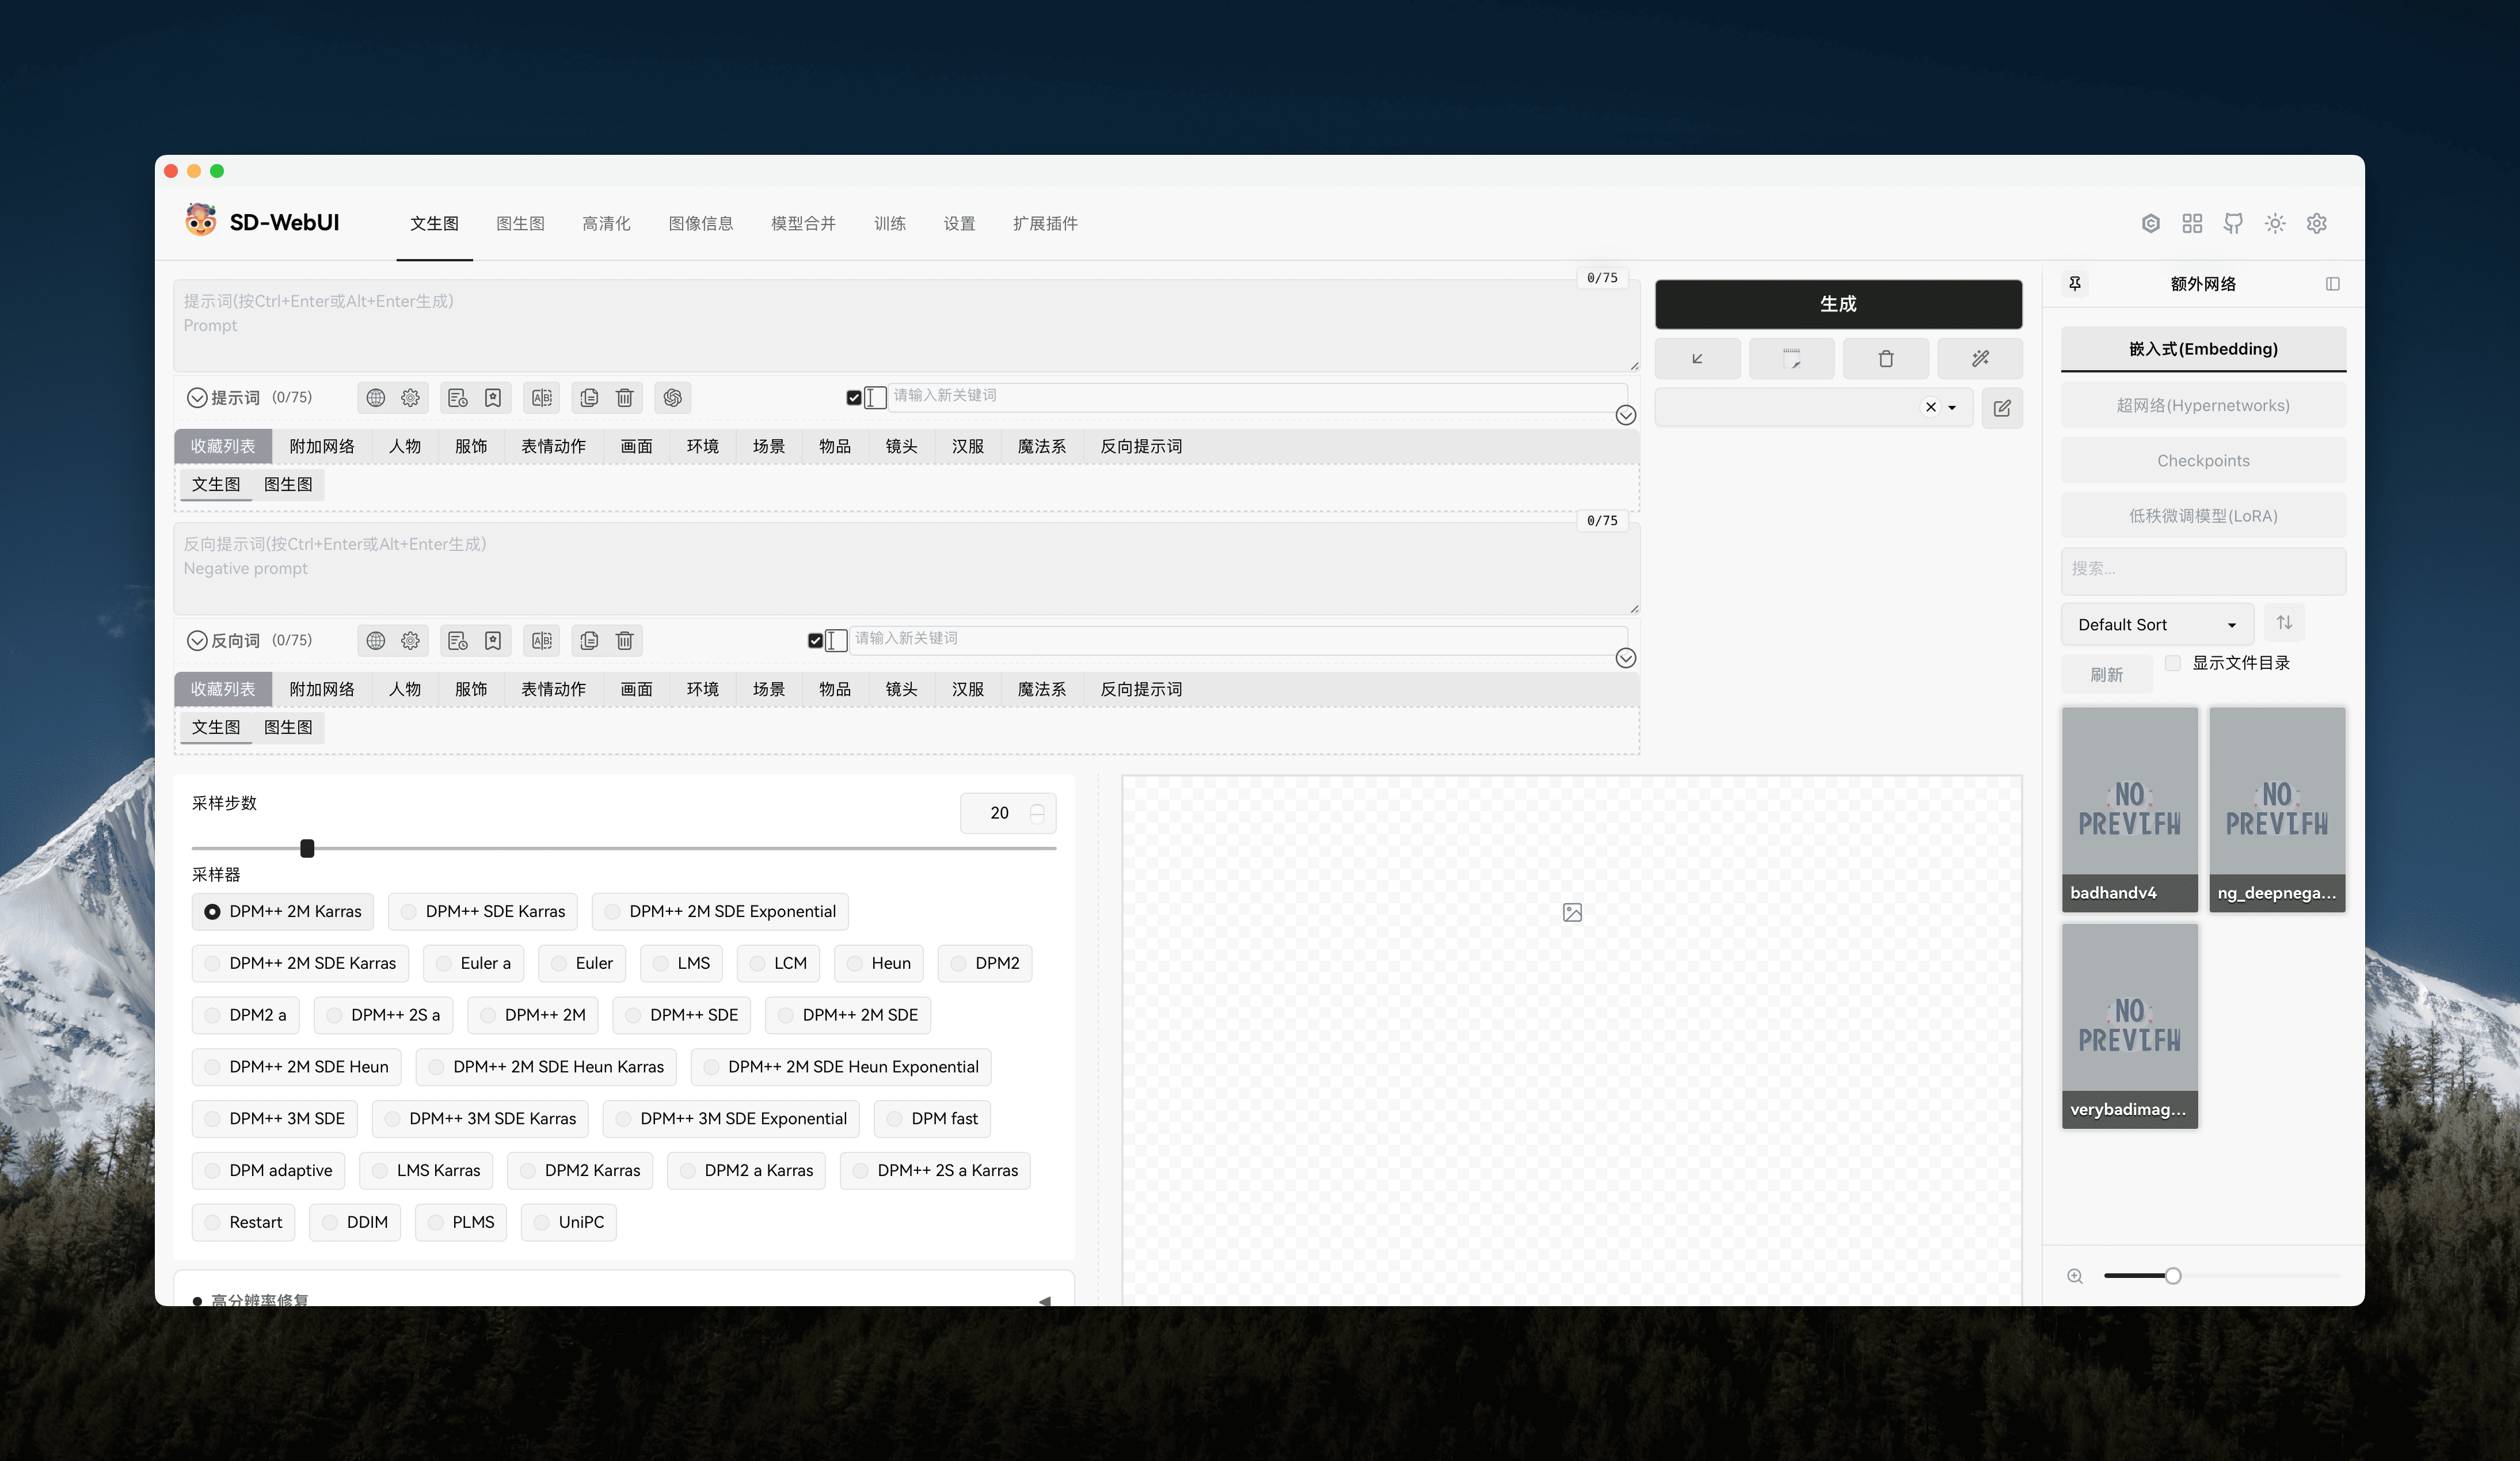 SD-WebUI 文生图 图生图 高清化 图像信息 模型合并 训练 设置 扩展插件
0/75
提示词(按Ctrl+Enter或Alt+Enter生成)
Prompt
提示词 (0/75) 请输入新关键词
收藏列表 附加网络 人物 服饰 表情动作 画面 环境 场景 物品 镜头 汉服 魔法系 反向提示词
文生图 图生图
0/75
反向提示词(按Ctrl+Enter或Alt+Enter生成)
Negative prompt
反向词 (0/75) 请输入新关键词
收藏列表 附加网络 人物 服饰 表情动作 画面 环境 场景 物品 镜头 汉服 魔法系 反向提示词
文生图 图生图
生成
采样步数 20
采样器
DPM++ 2M Karras DPM++ SDE Karras DPM++ 2M SDE Exponential
DPM++ 2M SDE Karras Euler a Euler LMS LCM Heun DPM2
DPM2 a DPM++ 2S a DPM++ 2M DPM++ SDE DPM++ 2M SDE
DPM++ 2M SDE Heun DPM++ 2M SDE Heun Karras DPM++ 2M SDE Heun Exponential
DPM++ 3M SDE DPM++ 3M SDE Karras DPM++ 3M SDE Exponential DPM fast
DPM adaptive LMS Karras DPM2 Karras DPM2 a Karras DPM++ 2S a Karras
Restart DDIM PLMS UniPC
高分辨率修复
额外网络
嵌入式(Embedding)
超网络(Hypernetworks)
Checkpoints
低秩微调模型(LoRA)
搜索...
Default Sort
刷新 显示文件目录
NO
NO
badhandv4 ng_deepnega...
NO
verybadimag...